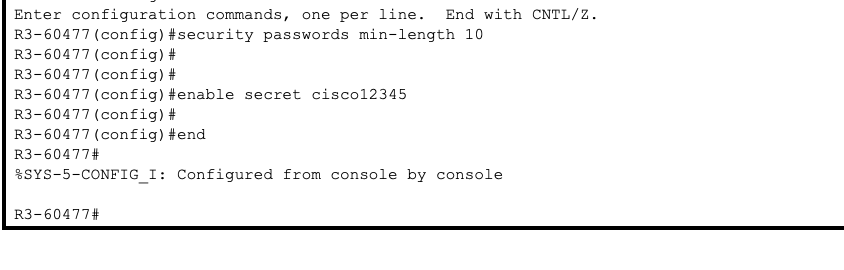 Enter configuration commands, one per line.  End with CNTL/Z.
R3-60477(config)#security passwords min-length 10
R3-60477(config)#
R3-60477(config)#
R3-60477(config)#enable secret cisco12345
R3-60477(config)#
R3-60477(config)#end
R3-60477#
%SYS-5-CONFIG_I: Configured from console by console
R3-60477#